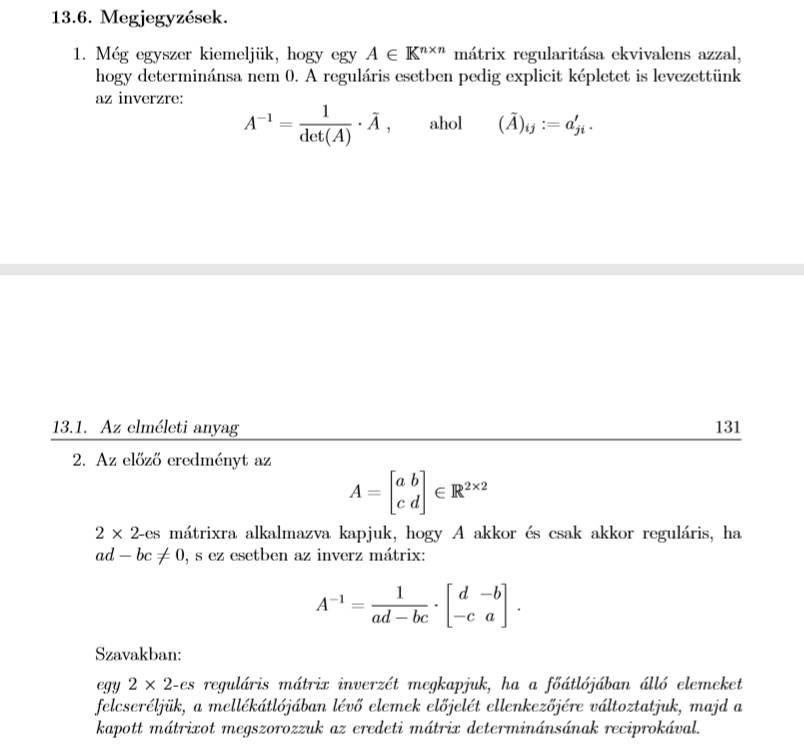 13.6. Megjegyzések.
1. Még egyszer kiemeljük, hogy egy A ∈ 𝕂ⁿˣⁿ mátrix regularitása ekvivalens azzal,
hogy determinánsa nem 0. A reguláris esetben pedig explicit képletet is levezettünk
az inverzre:
A⁻¹ = 1/det(A) · Ã , ahol (Ã)ᵢⱼ := a′ⱼᵢ .
13.1. Az elméleti anyag 131
2. Az előző eredményt az
A = [a b; c d] ∈ ℝ²ˣ²
2 × 2-es mátrixra alkalmazva kapjuk, hogy A akkor és csak akkor reguláris, ha
ad − bc ≠ 0, s ez esetben az inverz mátrix:
A⁻¹ = 1/(ad − bc) · [d −b; −c a] .
Szavakban:
egy 2 × 2-es reguláris mátrix inverzét megkapjuk, ha a főátlójában álló elemeket
felcseréljük, a mellékátlójában lévő elemek előjelét ellenkezőjére változtatjuk, majd a
kapott mátrixot megszorozzuk az eredeti mátrix determinánsának reciprokával.